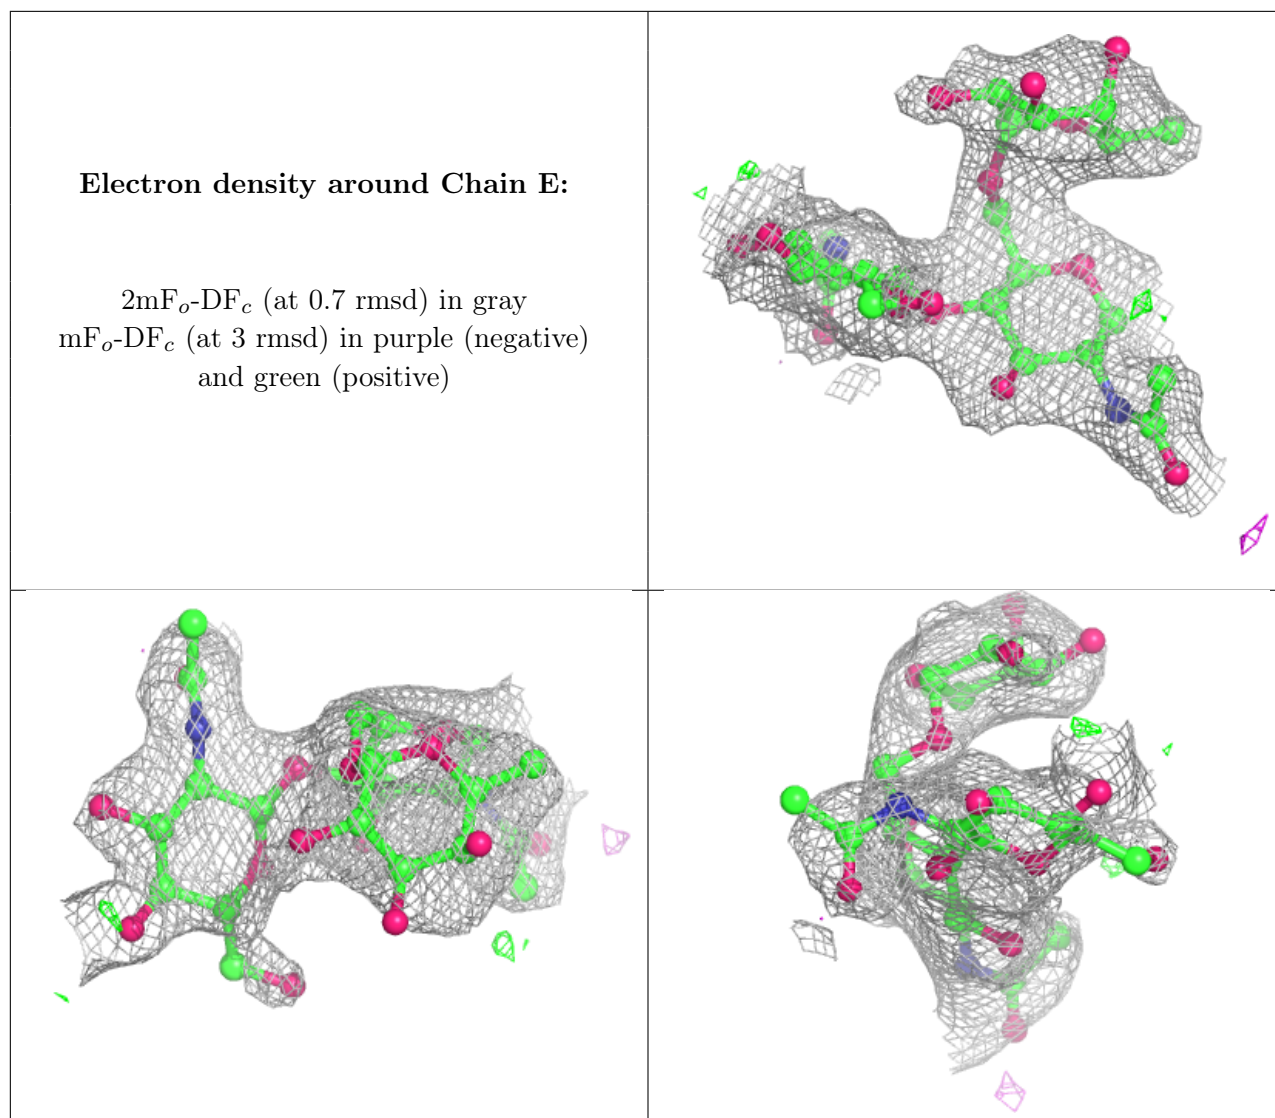 Electron density around Chain E:
2mFₒ-DF𝒸 (at 0.7 rmsd) in gray
mFₒ-DF𝒸 (at 3 rmsd) in purple (negative)
and green (positive)